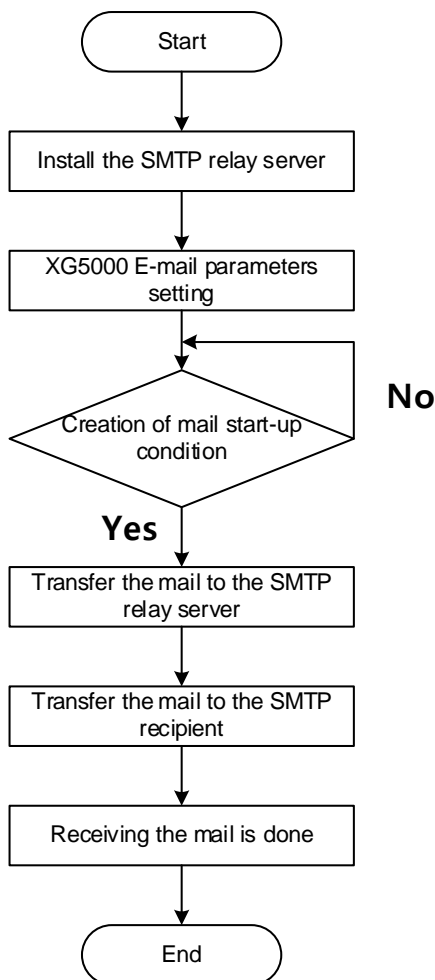 Start
Install the SMTP relay server
XG5000 E-mail parameters
setting
Creation of mail start-up
condition
No
Yes
Transfer the mail to the SMTP
relay server
Transfer the mail to the SMTP
recipient
Receiving the mail is done
End